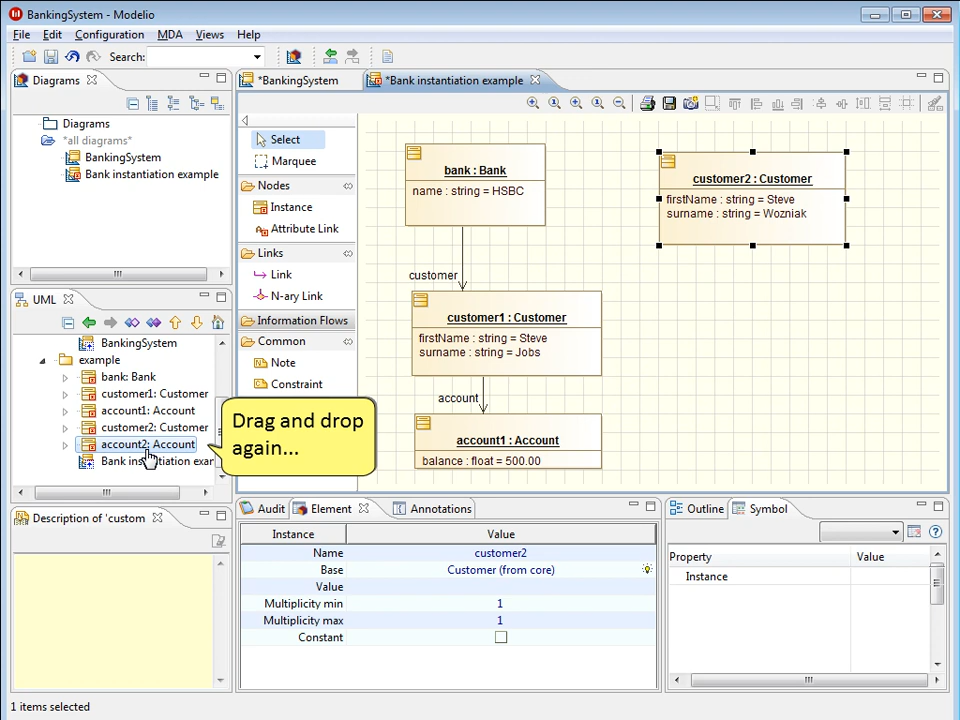 BankingSystem - Modelio
File Edit Configuration MDA Views Help
Search:
Diagrams
Diagrams
*all diagrams*
BankingSystem
Bank instantiation example
UML
BankingSystem
example
bank: Bank
customer1: Customer
account1: Account
customer2: Customer
account2: Account
Bank instantiation exar
Drag and drop
again...
Description of 'custom
*BankingSystem
*Bank instantiation example
Select
Marquee
Nodes
Instance
Attribute Link
Links
Link
N-ary Link
Information Flows
Common
Note
Constraint
bank : Bank
name : string = HSBC
customer
customer1 : Customer
firstName : string = Steve
surname : string = Jobs
account
account1 : Account
balance : float = 500.00
customer2 : Customer
firstName : string = Steve
surname : string = Wozniak
Audit Element Annotations
Instance Value
Name customer2
Base Customer (from core)
Value
Multiplicity min 1
Multiplicity max 1
Constant
Outline Symbol
Property Value
Instance
1 items selected